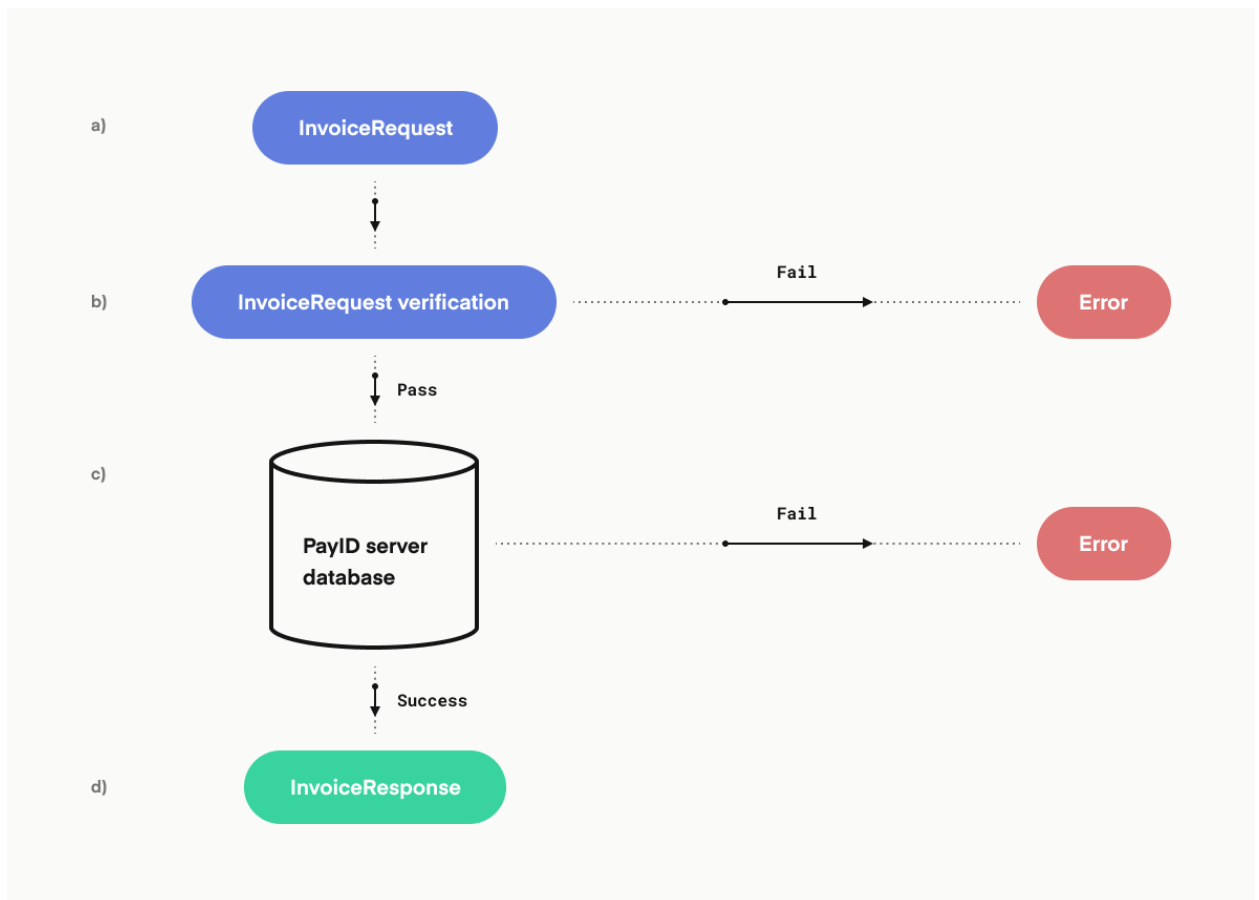 a)
InvoiceRequest
b)
InvoiceRequest verification
Fail
Error
Pass
c)
PayID server
database
Fail
Error
Success
d)
InvoiceResponse